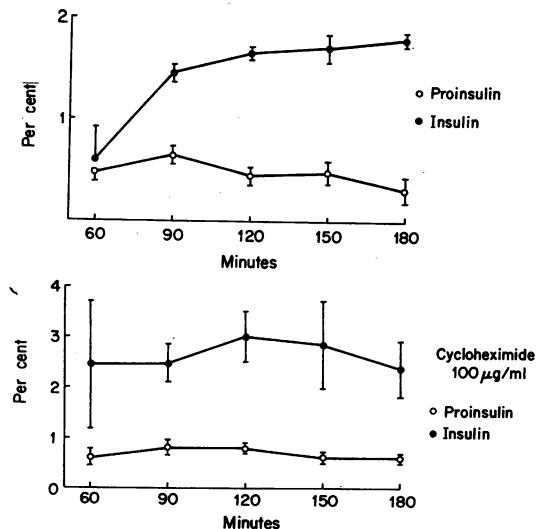 2
Per cent
1
Proinsulin
Insulin
60 90 120 150 180
Minutes
4
3
Per cent
2
1
0
Cycloheximide
100 μg/ml
Proinsulin
Insulin
60 90 120 150 180
Minutes